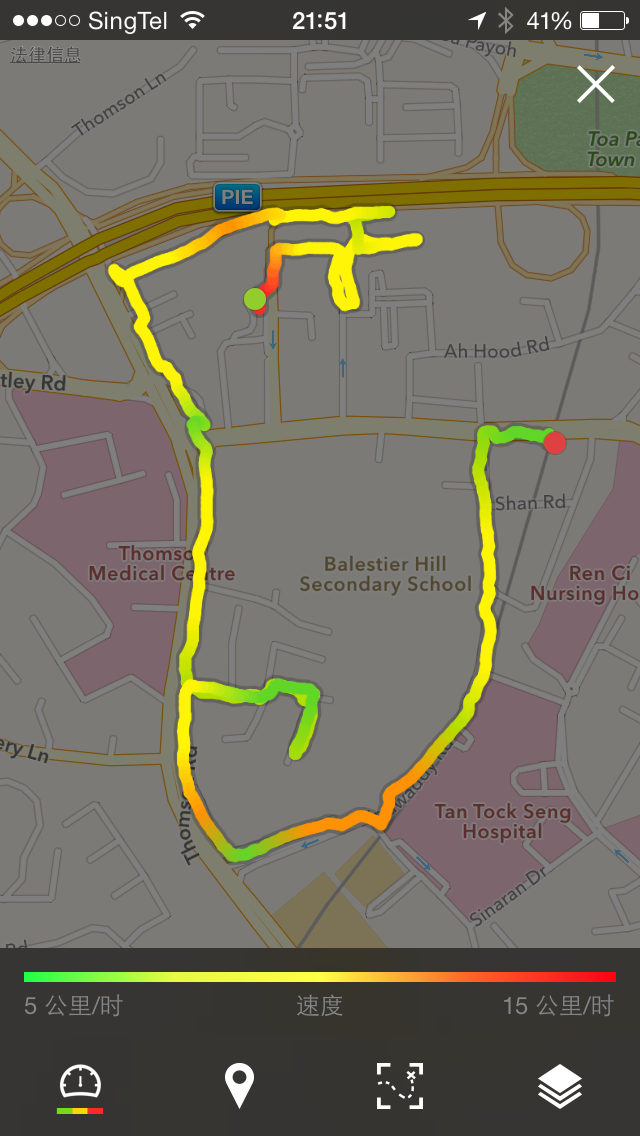 SingTel 21:51 41%
法律信息
Payoh
Thomson Ln
Toa Pa
Town
PIE
Ah Hood Rd
tley Rd
Shan Rd
Thomso
Medical Centre
Balestier Hill
Secondary School
Ren Ci
Nursing Ho
ery Ln
Thoms Rd
Tan Tock Seng
Hospital
Sinaran Dr
Rd
5 公里/时 速度 15 公里/时